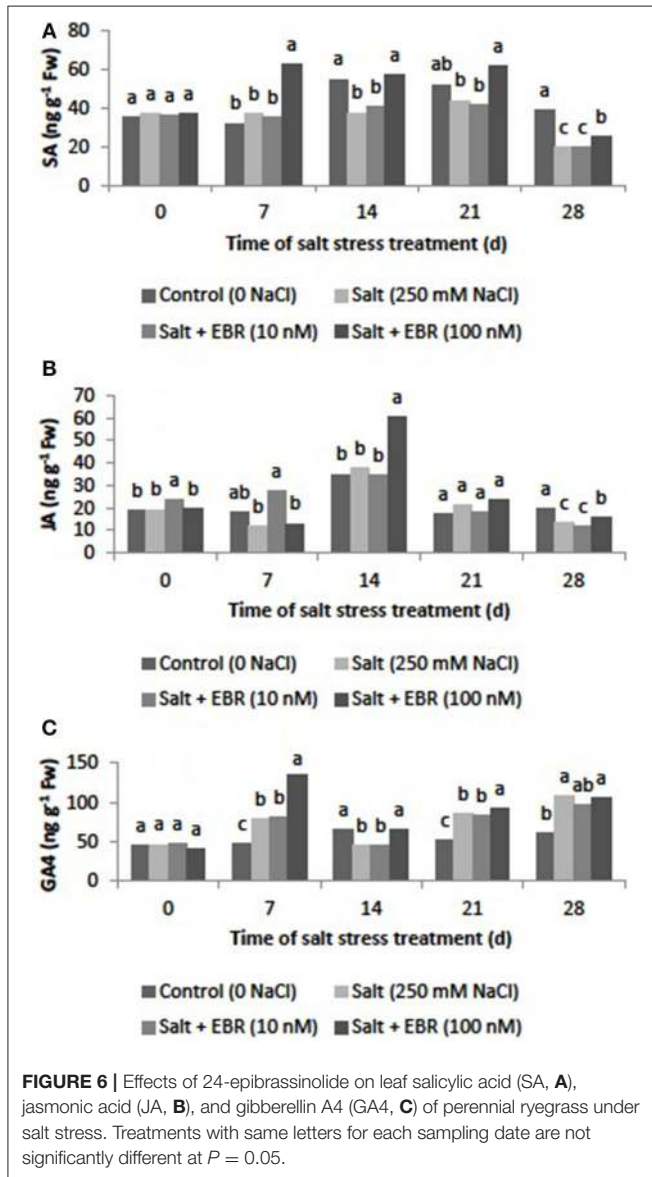 A
SA (ng g⁻¹ Fw)
80
60
40
20
0
a a a a
b b b a
a b b a
ab b b a
a c c b
0 7 14 21 28
Time of salt stress treatment (d)
Control (0 NaCl) Salt (250 mM NaCl)
Salt + EBR (10 nM) Salt + EBR (100 nM)
B
JA (ng g⁻¹ Fw)
70
60
50
40
30
20
10
0
b b a b
ab b a b
b b b a
a a a a
a c c b
0 7 14 21 28
Time of salt stress treatment (d)
Control (0 NaCl) Salt (250 mM NaCl)
Salt + EBR (10 nM) Salt + EBR (100 nM)
C
GA4 (ng g⁻¹ Fw)
150
100
50
0
a a a a
c b b a
a b b a
c b b a
b a ab a
0 7 14 21 28
Time of salt stress treatment (d)
Control (0 NaCl) Salt (250 mM NaCl)
Salt + EBR (10 nM) Salt + EBR (100 nM)
FIGURE 6 | Effects of 24-epibrassinolide on leaf salicylic acid (SA, A),
jasmonic acid (JA, B), and gibberellin A4 (GA4, C) of perennial ryegrass under
salt stress. Treatments with same letters for each sampling date are not
significantly different at P = 0.05.